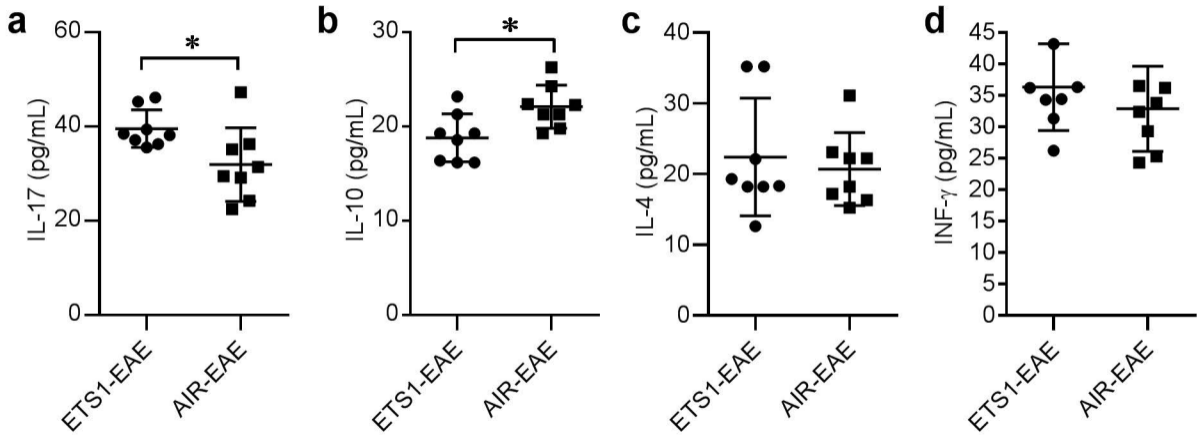 a
IL-17 (pg/mL)
60
40
20
0
*
ETS1-EAE
AIR-EAE
b
IL-10 (pg/mL)
30
20
10
0
*
ETS1-EAE
AIR-EAE
c
IL-4 (pg/mL)
40
30
20
10
0
ETS1-EAE
AIR-EAE
d
INF-γ (pg/mL)
45
40
35
30
25
20
15
10
5
0
ETS1-EAE
AIR-EAE